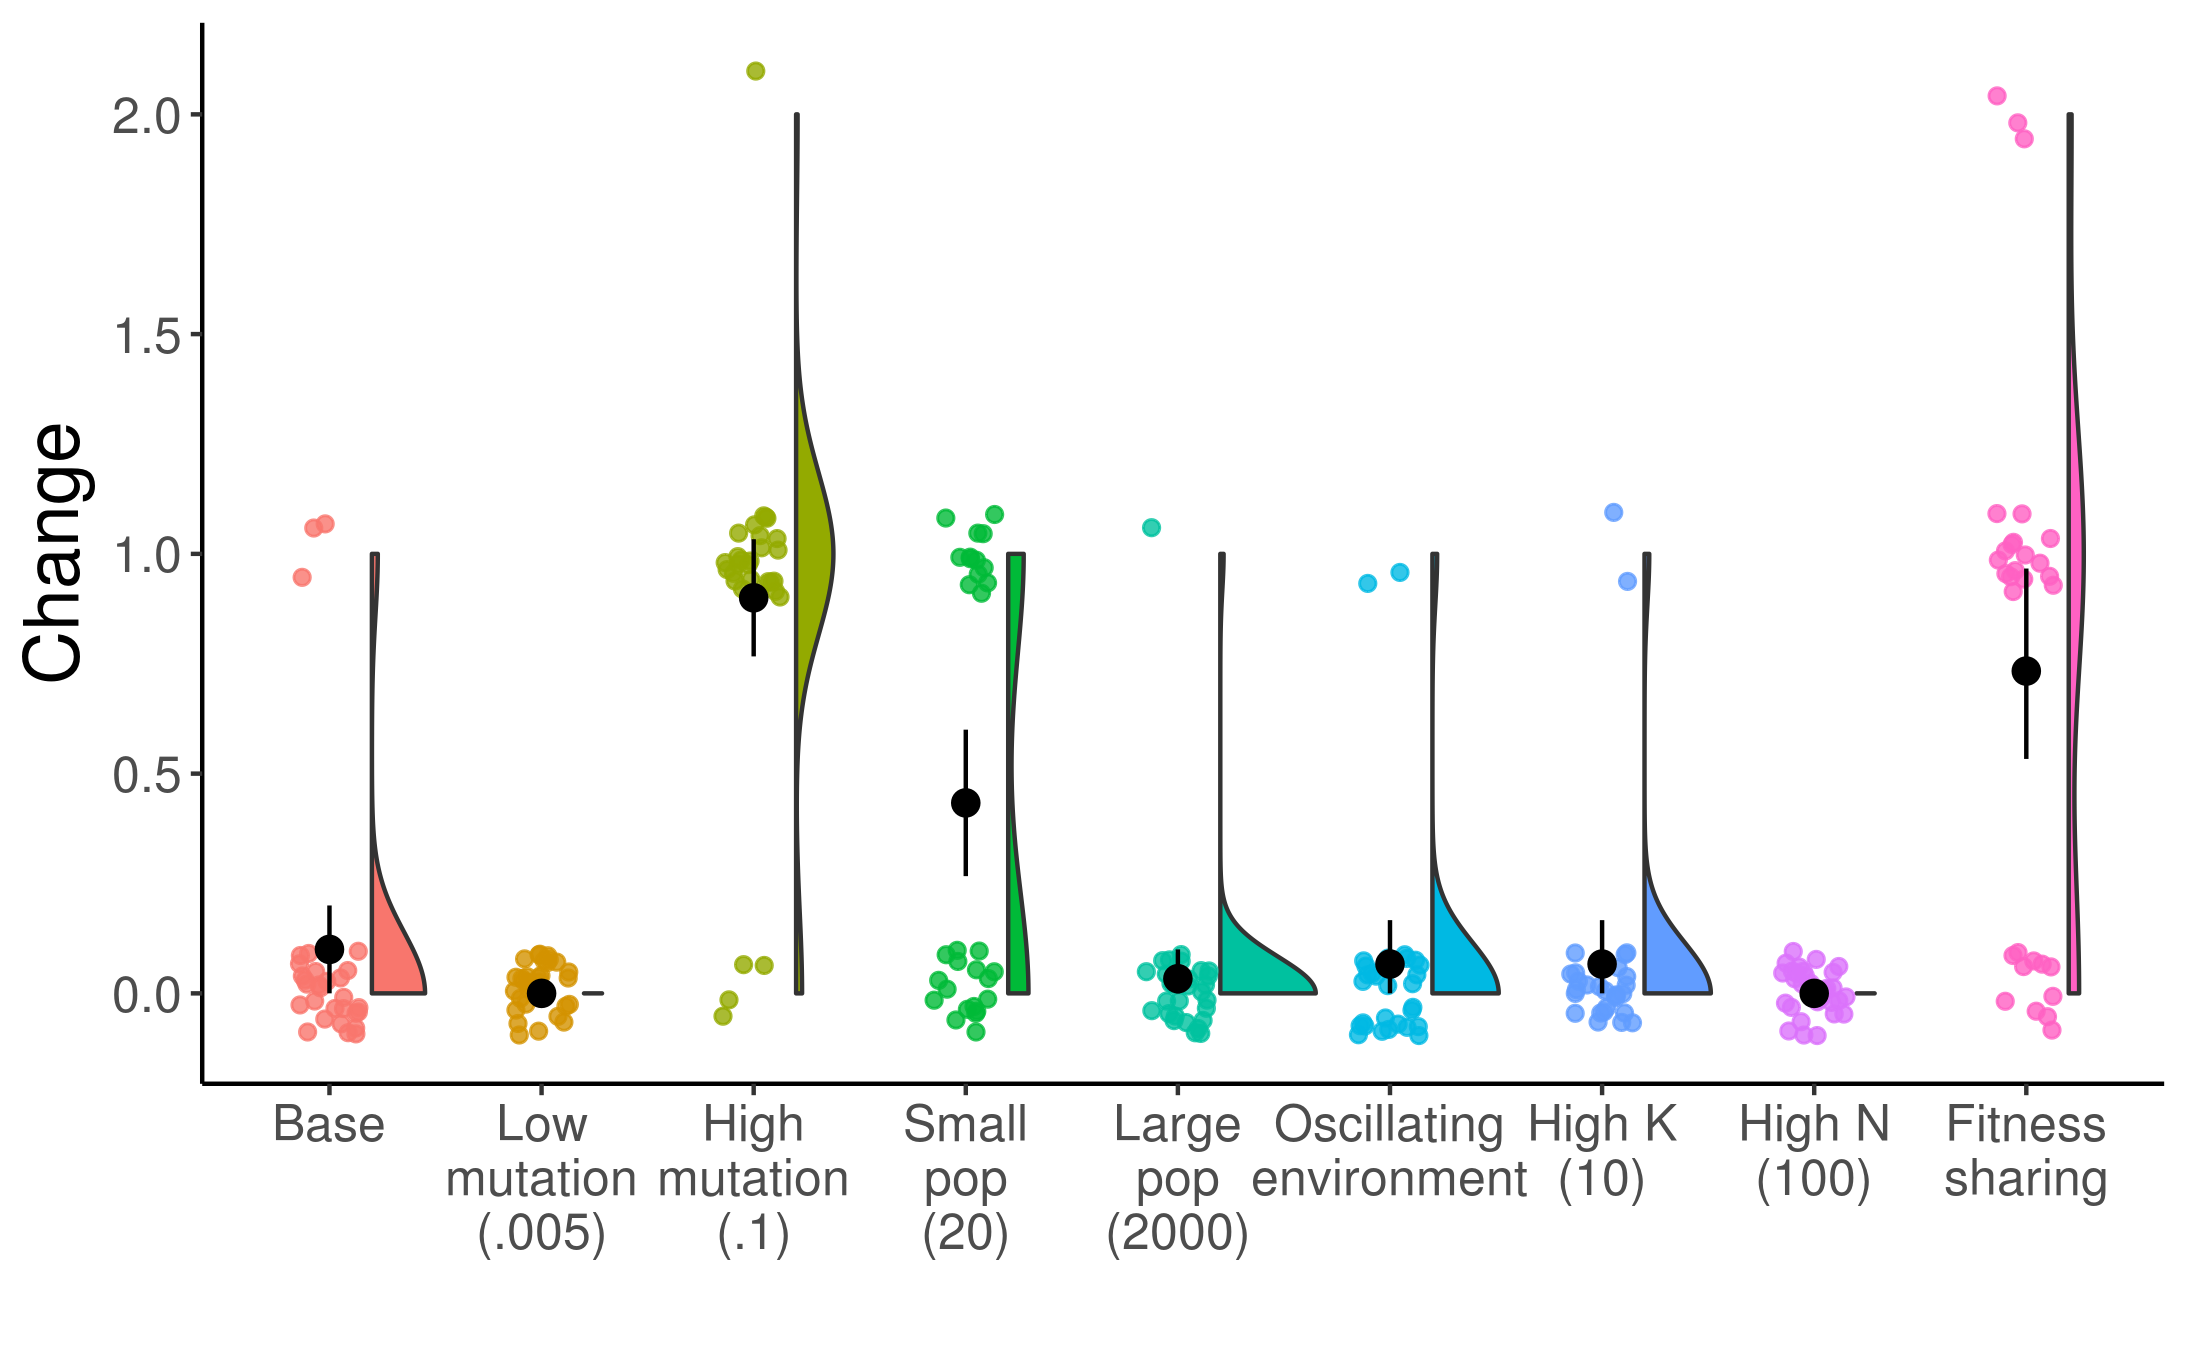 Change
2.0
1.5
1.0
0.5
0.0
Base
Low
mutation
(.005)
High
mutation
(.1)
Small
pop
(20)
Large
pop
(2000)
Oscillating
environment
High K
(10)
High N
(100)
Fitness
sharing